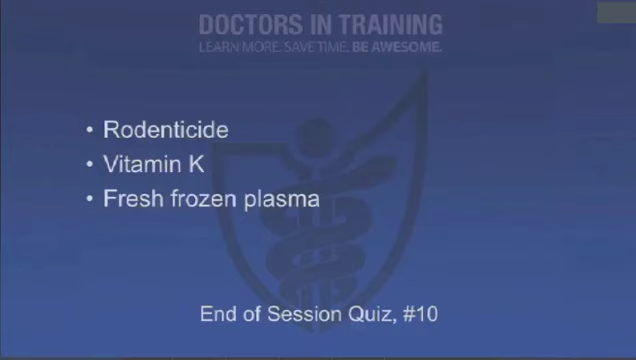 DOCTORS IN TRAINING
LEARN MORE. SAVE TIME. BE AWESOME.
• Rodenticide
• Vitamin K
• Fresh frozen plasma
End of Session Quiz, #10